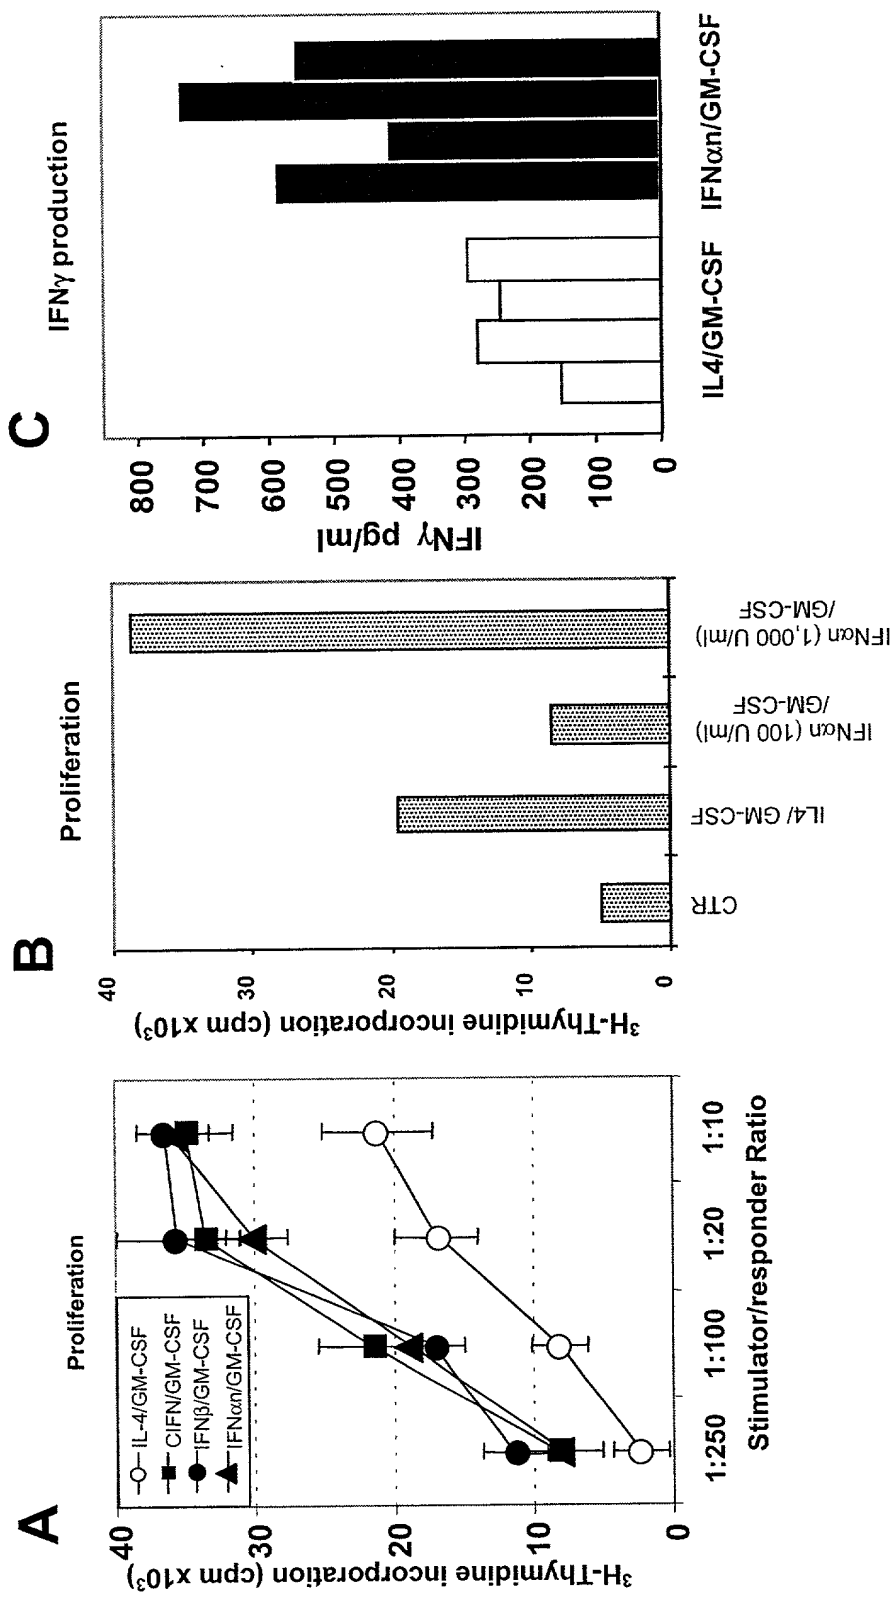 A
Proliferation
IL-4/GM-CSF
CIFN/GM-CSF
IFNβ/GM-CSF
IFNαn/GM-CSF
³H-Thymidine incorporation (cpm x10³)
40
30
20
10
0
1:250
1:100
1:20
1:10
Stimulator/responder Ratio
B
Proliferation
³H-Thymidine incorporation (cpm x10³)
40
30
20
10
0
CTR
IL4/ GM-CSF
IFNαn (100 U/ml)
/GM-CSF
IFNαn (1,000 U/ml)
/GM-CSF
C
IFNγ production
IFNγ pg/ml
800
700
600
500
400
300
200
100
0
IL4/GM-CSF
IFNαn/GM-CSF